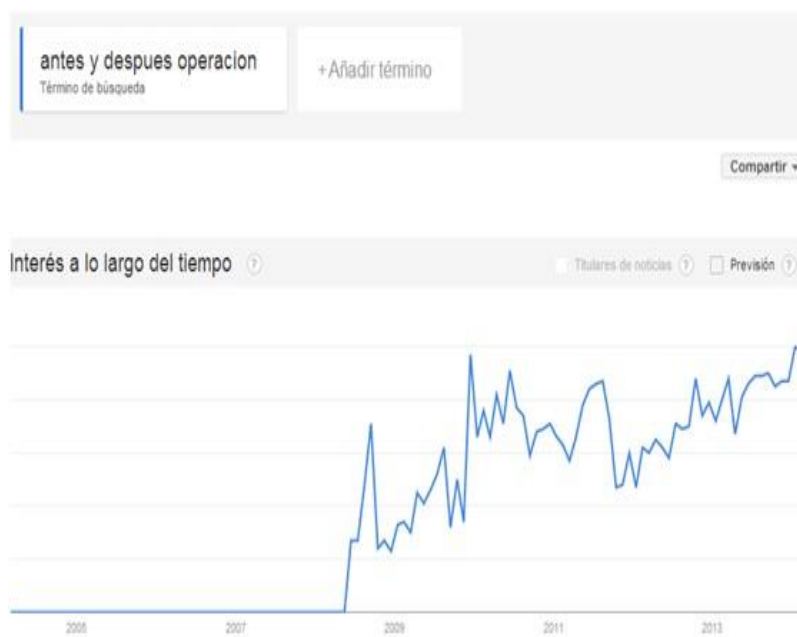 antes y despues operacion
Término de búsqueda
+Añadir término
Compartir
Interés a lo largo del tiempo ?
Titulares de noticias ? Previsión ?
2005 2007 2009 2011 2013